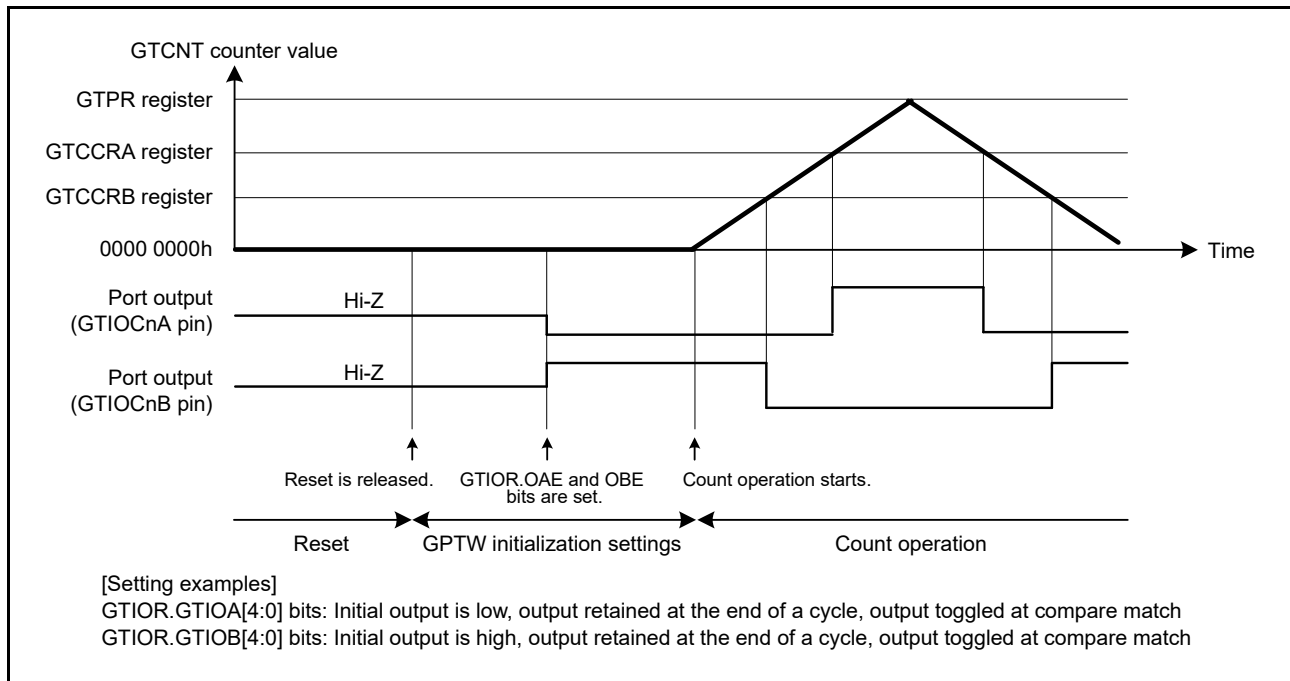 GTCNT counter value
GTPR register
GTCCRA register
GTCCRB register
0000 0000h
Time
Port output
(GTIOCnA pin)
Hi-Z
Port output
(GTIOCnB pin)
Hi-Z
Reset is released.
GTIOR.OAE and OBE
bits are set.
Count operation starts.
Reset
GPTW initialization settings
Count operation
[Setting examples]
GTIOR.GTIOA[4:0] bits: Initial output is low, output retained at the end of a cycle, output toggled at compare match
GTIOR.GTIOB[4:0] bits: Initial output is high, output retained at the end of a cycle, output toggled at compare match